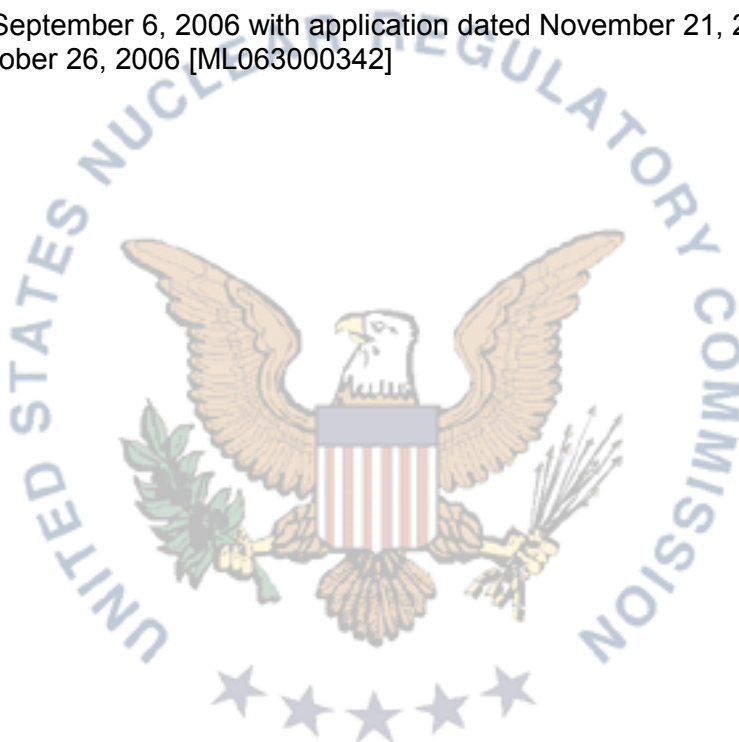 September 6, 2006 with application dated November 21, 2
ober 26, 2006 [ML063000342]
UNITED STATES NUCLEAR REGULATORY COMMISSION